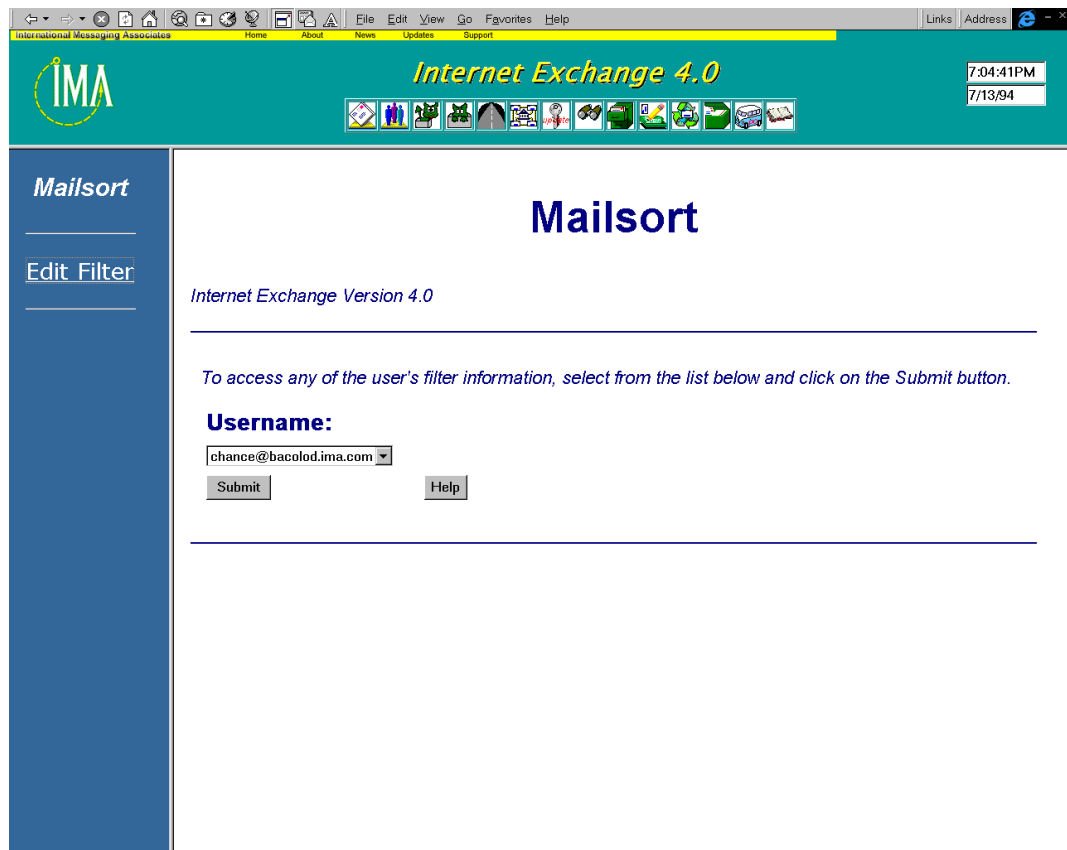 File Edit View Go Favorites Help Links Address
International Messaging Associates Home About News Updates Support
IMA
Internet Exchange 4.0
7:04:41PM
7/13/94
update
Mailsort
Edit Filter
Mailsort
Internet Exchange Version 4.0
To access any of the user's filter information, select from the list below and click on the Submit button.
Username:
chance@bacolod.ima.com
Submit Help